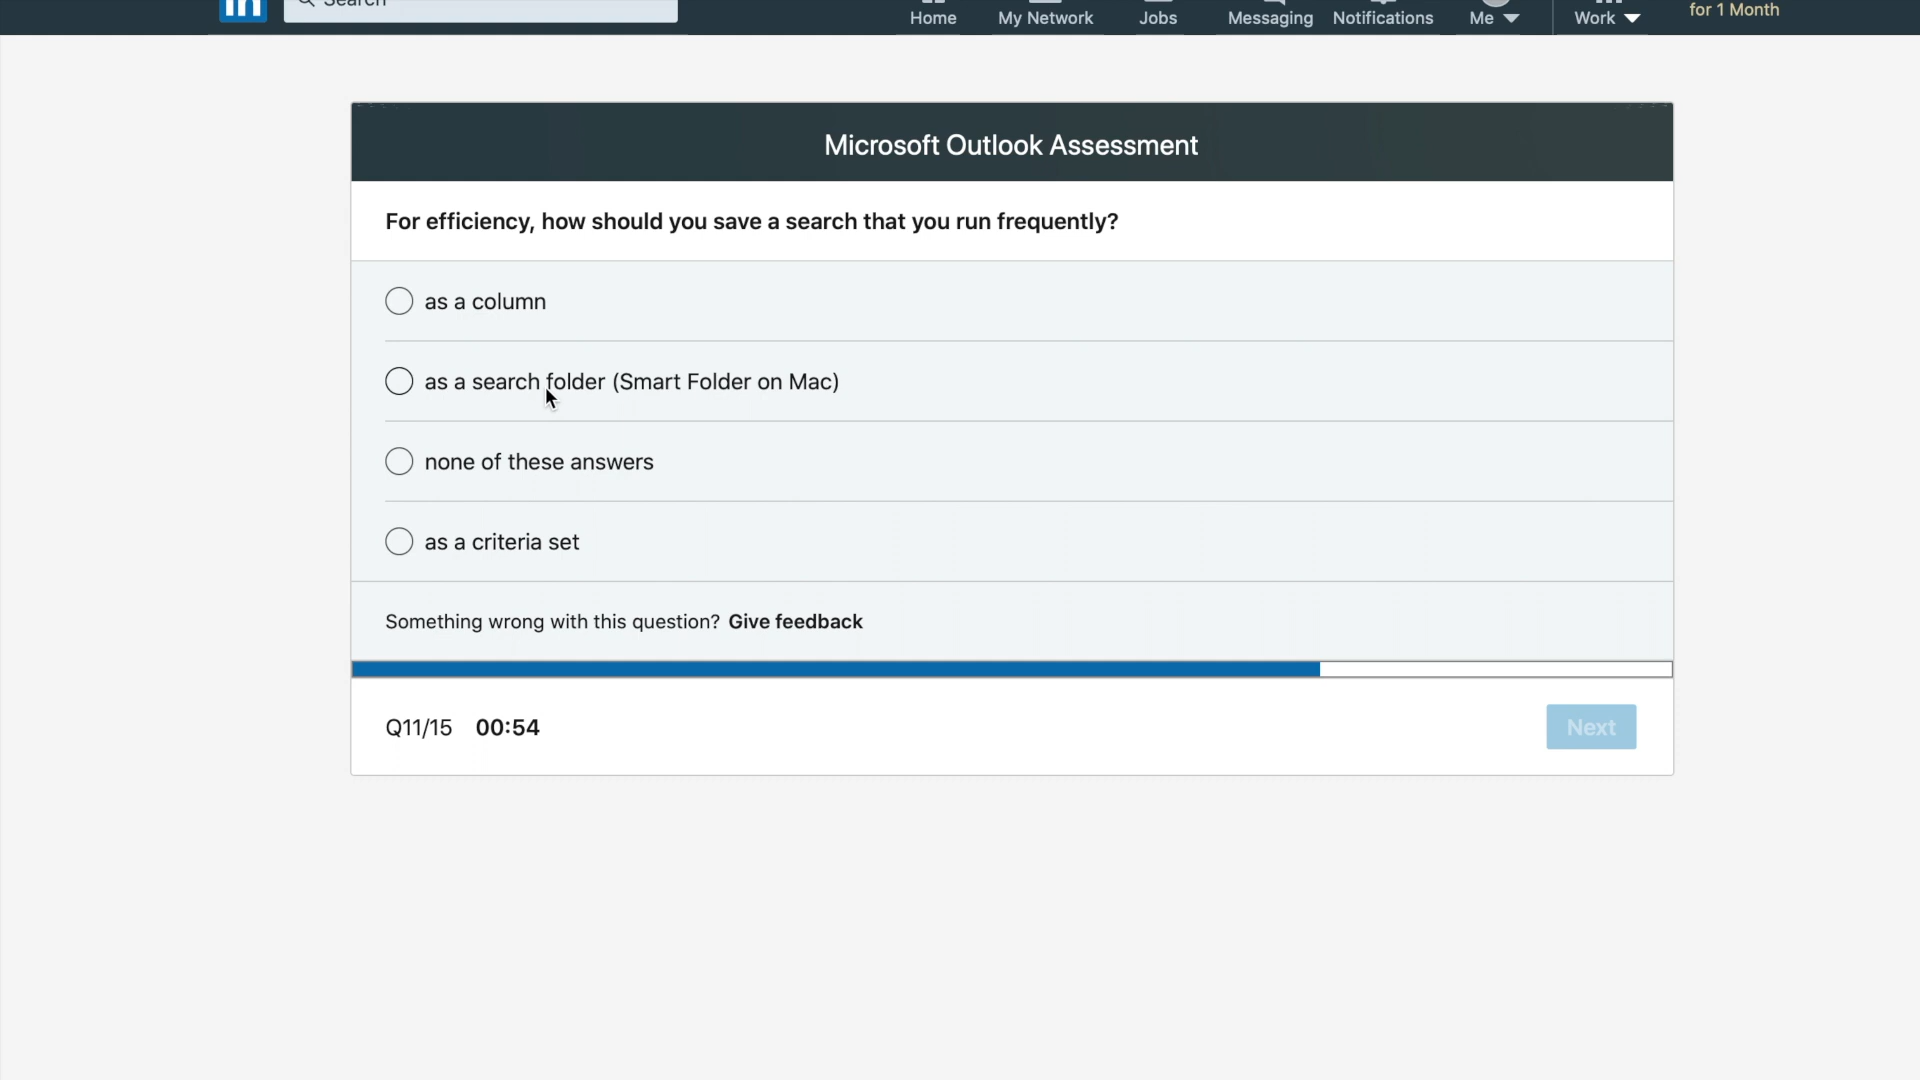 in Search
Home My Network Jobs Messaging Notifications Me Work for 1 Month
Microsoft Outlook Assessment
For efficiency, how should you save a search that you run frequently?
as a column
as a search folder (Smart Folder on Mac)
none of these answers
as a criteria set
Something wrong with this question? Give feedback
Q11/15 00:54
Next